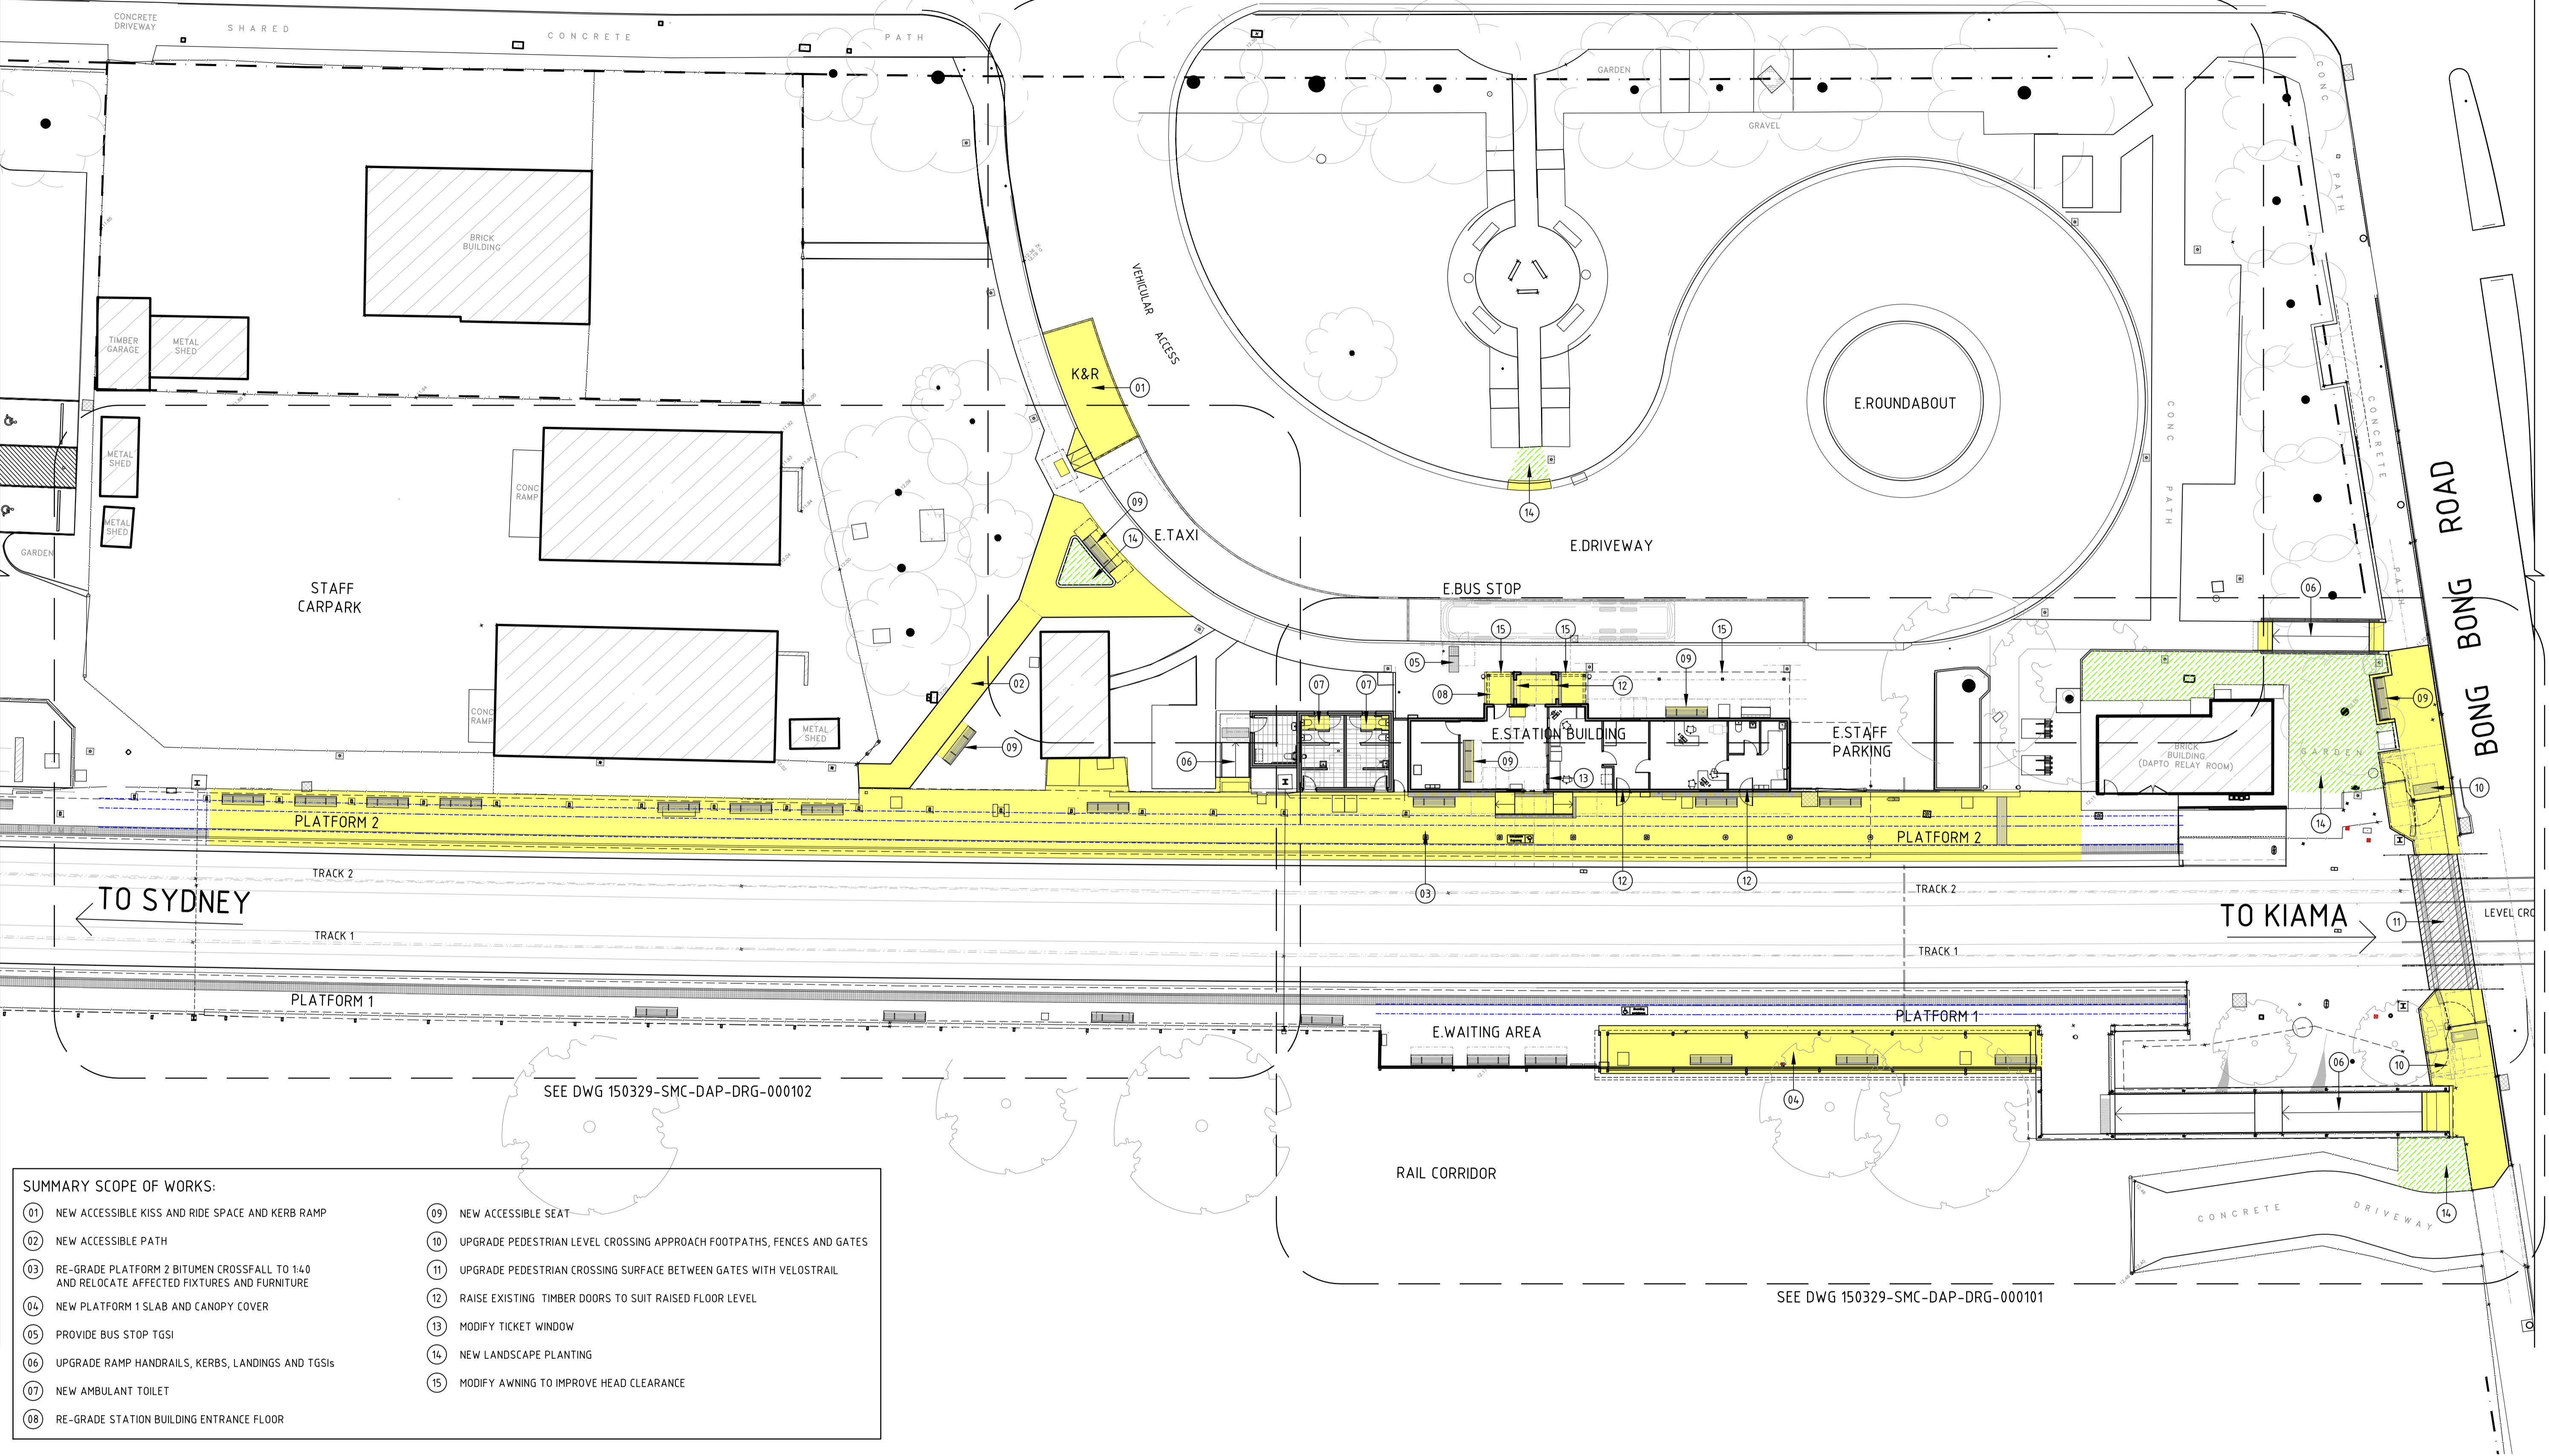 CONCRETE
DRIVEWAY
SHARED CONCRETE PATH
GARDEN
GRAVEL
CONC PATH
BRICK
BUILDING
TIMBER
GARAGE
METAL
SHED
VEHICULAR ACCESS
K&R
01
E.ROUNDABOUT
METAL
SHED
CONC
RAMP
METAL
SHED
GARDEN
STAFF
CARPARK
09
14
E.TAXI
14
E.DRIVEWAY
CONC PATH
CONCRETE PATH
BONG BONG ROAD
E.BUS STOP
06
15
15
15
05
09
02
07
07
08
12
09
CONC
RAMP
METAL
SHED
09
06
E.STATION BUILDING
09
13
E.STAFF
PARKING
BRICK
BUILDING
(DAPTO RELAY ROOM)
GARDEN
10
14
PLATFORM 2
PLATFORM 2
03
12
12
TRACK 2
TRACK 2
TO SYDNEY
TO KIAMA
11
LEVEL CRO
TRACK 1
TRACK 1
PLATFORM 1
PLATFORM 1
E.WAITING AREA
04
06
10
SEE DWG 150329-SMC-DAP-DRG-000102
RAIL CORRIDOR
CONCRETE DRIVEWAY
14
SEE DWG 150329-SMC-DAP-DRG-000101
SUMMARY SCOPE OF WORKS:
01 NEW ACCESSIBLE KISS AND RIDE SPACE AND KERB RAMP
02 NEW ACCESSIBLE PATH
03 RE-GRADE PLATFORM 2 BITUMEN CROSSFALL TO 1:40
AND RELOCATE AFFECTED FIXTURES AND FURNITURE
04 NEW PLATFORM 1 SLAB AND CANOPY COVER
05 PROVIDE BUS STOP TGSI
06 UPGRADE RAMP HANDRAILS, KERBS, LANDINGS AND TGSIs
07 NEW AMBULANT TOILET
08 RE-GRADE STATION BUILDING ENTRANCE FLOOR
09 NEW ACCESSIBLE SEAT
10 UPGRADE PEDESTRIAN LEVEL CROSSING APPROACH FOOTPATHS, FENCES AND GATES
11 UPGRADE PEDESTRIAN CROSSING SURFACE BETWEEN GATES WITH VELOSTRAIL
12 RAISE EXISTING TIMBER DOORS TO SUIT RAISED FLOOR LEVEL
13 MODIFY TICKET WINDOW
14 NEW LANDSCAPE PLANTING
15 MODIFY AWNING TO IMPROVE HEAD CLEARANCE